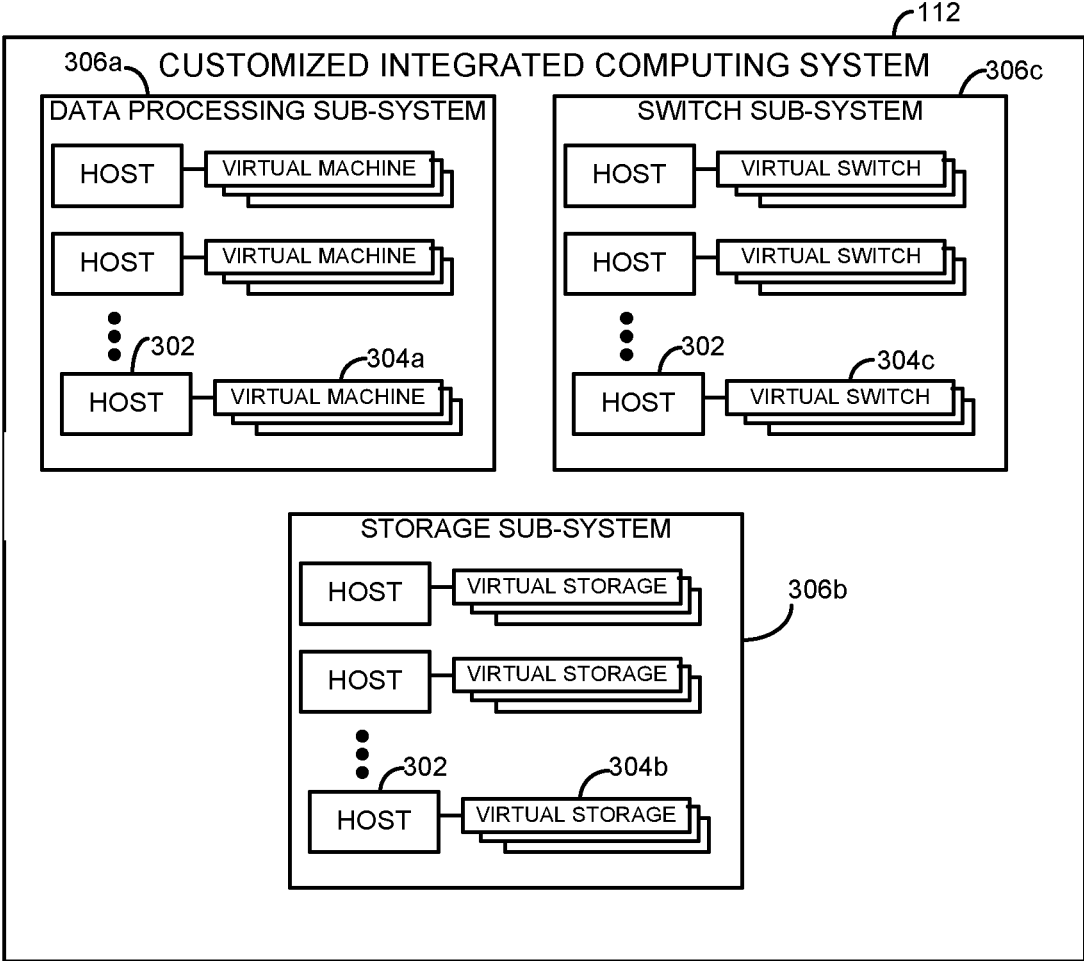 112
CUSTOMIZED INTEGRATED COMPUTING SYSTEM
306a
DATA PROCESSING SUB-SYSTEM
HOST
VIRTUAL MACHINE
HOST
VIRTUAL MACHINE
302
304a
HOST
VIRTUAL MACHINE
306c
SWITCH SUB-SYSTEM
HOST
VIRTUAL SWITCH
HOST
VIRTUAL SWITCH
302
304c
HOST
VIRTUAL SWITCH
STORAGE SUB-SYSTEM
306b
HOST
VIRTUAL STORAGE
HOST
VIRTUAL STORAGE
302
304b
HOST
VIRTUAL STORAGE